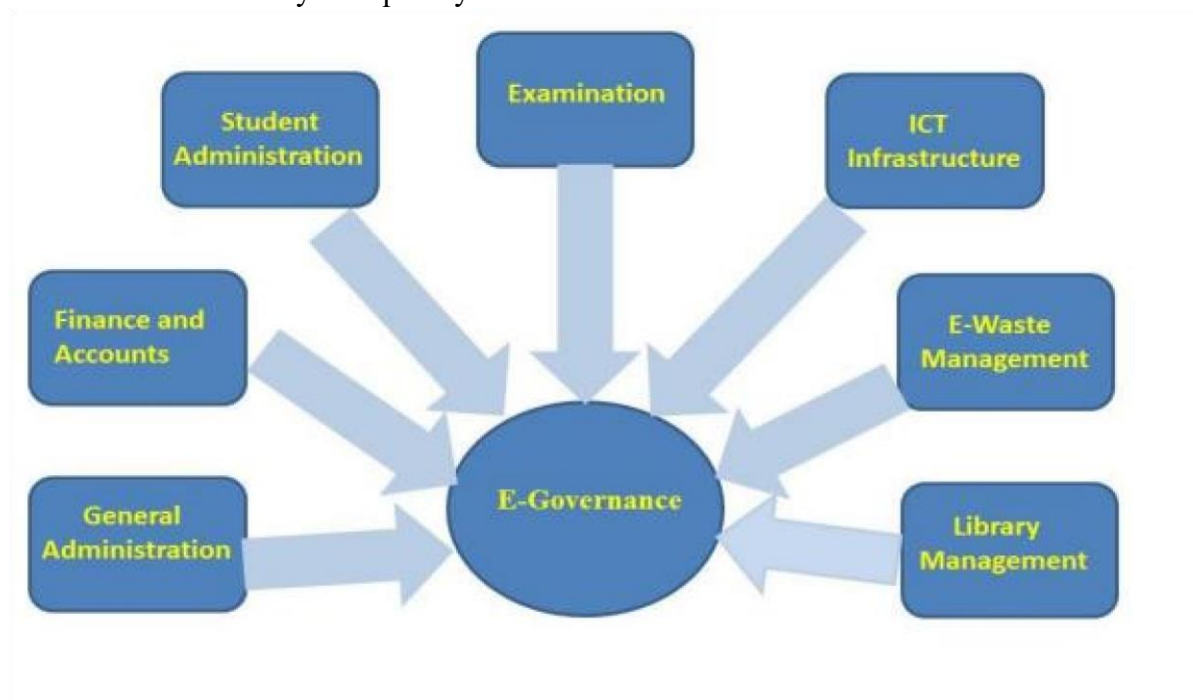 Examination
Student
Administration
ICT
Infrastructure
Finance and
Accounts
E-Waste
Management
E-Governance
General
Administration
Library
Management